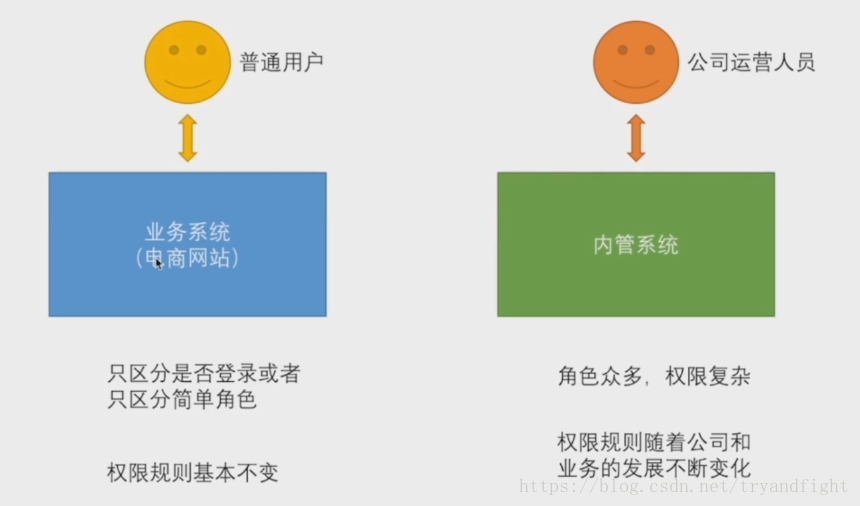 普通用户
公司运营人员
业务系统
（电商网站）
内管系统
只区分是否登录或者
只区分简单角色
角色众多，权限复杂
权限规则基本不变
权限规则随着公司和
业务的发展不断变化
https://blog.csdn.net/tryandfight